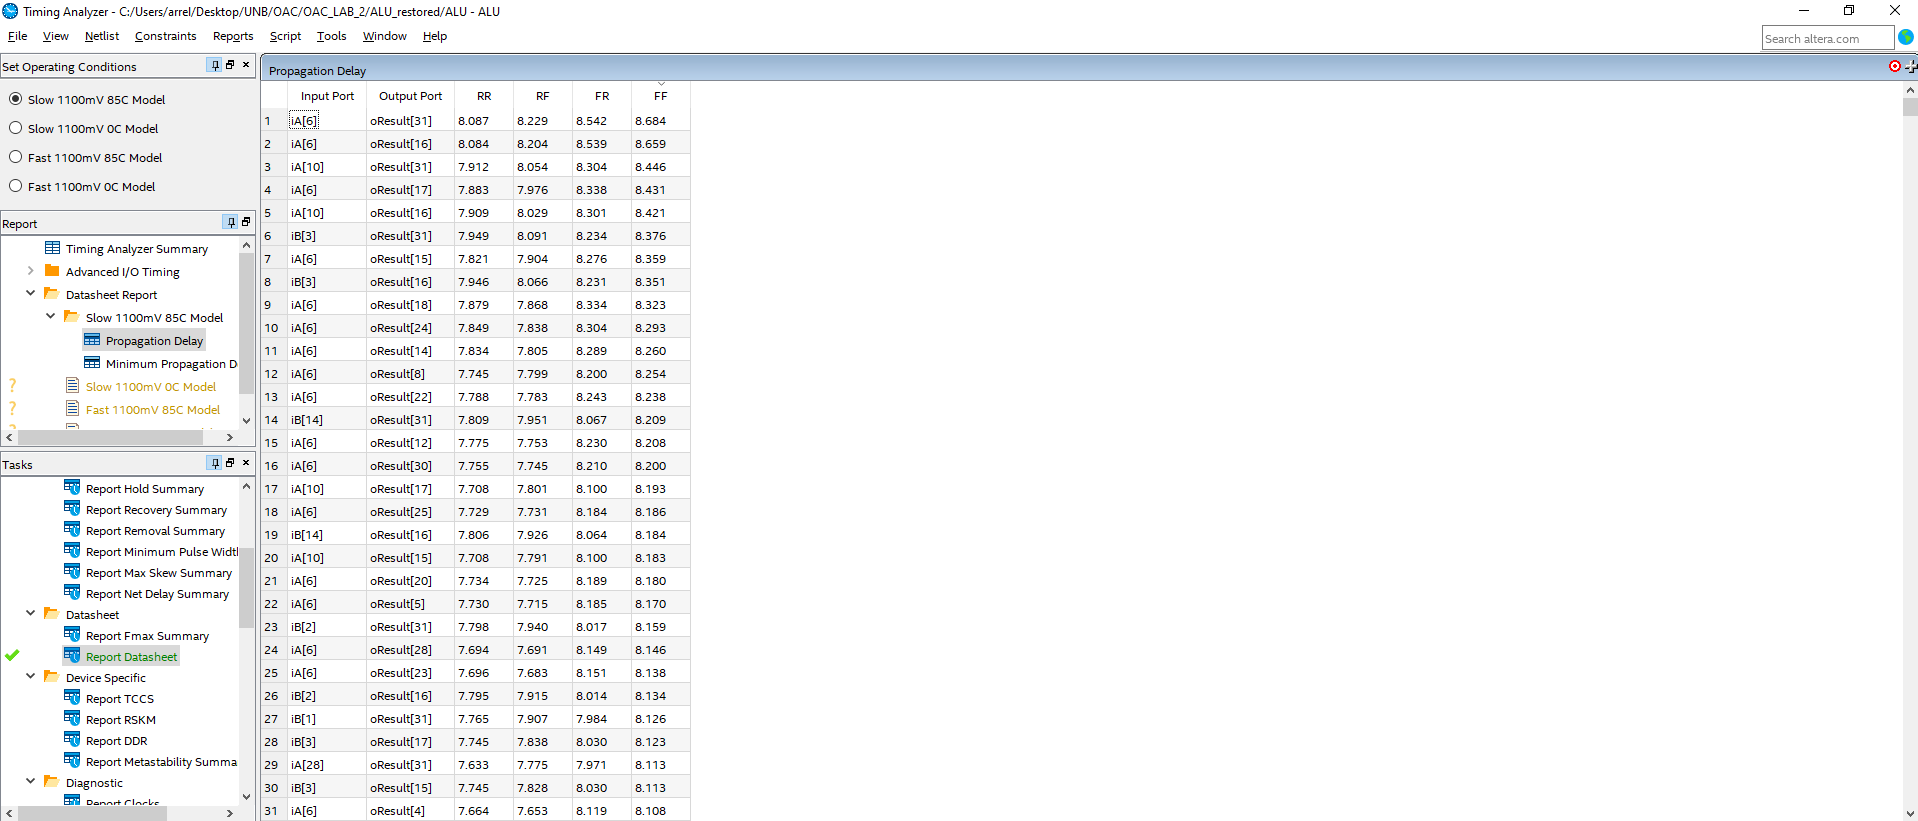 Timing Analyzer - C:/Users/arrel/Desktop/UNB/OAC/OAC_LAB_2/ALU_restored/ALU - ALU
File View Netlist Constraints Reports Script Tools Window Help
Search altera.com
Set Operating Conditions
Slow 1100mV 85C Model
Slow 1100mV 0C Model
Fast 1100mV 85C Model
Fast 1100mV 0C Model
Report
Timing Analyzer Summary
Advanced I/O Timing
Datasheet Report
Slow 1100mV 85C Model
Propagation Delay
Minimum Propagation D
Slow 1100mV 0C Model
Fast 1100mV 85C Model
Tasks
Report Hold Summary
Report Recovery Summary
Report Removal Summary
Report Minimum Pulse Widtl
Report Max Skew Summary
Report Net Delay Summary
Datasheet
Report Fmax Summary
Report Datasheet
Device Specific
Report TCCS
Report RSKM
Report DDR
Report Metastability Summa
Diagnostic
Report Clocks
Propagation Delay
Input Port Output Port RR RF FR FF
1 iA[6] oResult[31] 8.087 8.229 8.542 8.684
2 iA[6] oResult[16] 8.084 8.204 8.539 8.659
3 iA[10] oResult[31] 7.912 8.054 8.304 8.446
4 iA[6] oResult[17] 7.883 7.976 8.338 8.431
5 iA[10] oResult[16] 7.909 8.029 8.301 8.421
6 iB[3] oResult[31] 7.949 8.091 8.234 8.376
7 iA[6] oResult[15] 7.821 7.904 8.276 8.359
8 iB[3] oResult[16] 7.946 8.066 8.231 8.351
9 iA[6] oResult[18] 7.879 7.868 8.334 8.323
10 iA[6] oResult[24] 7.849 7.838 8.304 8.293
11 iA[6] oResult[14] 7.834 7.805 8.289 8.260
12 iA[6] oResult[8] 7.745 7.799 8.200 8.254
13 iA[6] oResult[22] 7.788 7.783 8.243 8.238
14 iB[14] oResult[31] 7.809 7.951 8.067 8.209
15 iA[6] oResult[12] 7.775 7.753 8.230 8.208
16 iA[6] oResult[30] 7.755 7.745 8.210 8.200
17 iA[10] oResult[17] 7.708 7.801 8.100 8.193
18 iA[6] oResult[25] 7.729 7.731 8.184 8.186
19 iB[14] oResult[16] 7.806 7.926 8.064 8.184
20 iA[10] oResult[15] 7.708 7.791 8.100 8.183
21 iA[6] oResult[20] 7.734 7.725 8.189 8.180
22 iA[6] oResult[5] 7.730 7.715 8.185 8.170
23 iB[2] oResult[31] 7.798 7.940 8.017 8.159
24 iA[6] oResult[28] 7.694 7.691 8.149 8.146
25 iA[6] oResult[23] 7.696 7.683 8.151 8.138
26 iB[2] oResult[16] 7.795 7.915 8.014 8.134
27 iB[1] oResult[31] 7.765 7.907 7.984 8.126
28 iB[3] oResult[17] 7.745 7.838 8.030 8.123
29 iA[28] oResult[31] 7.633 7.775 7.971 8.113
30 iB[3] oResult[15] 7.745 7.828 8.030 8.113
31 iA[6] oResult[4] 7.664 7.653 8.119 8.108